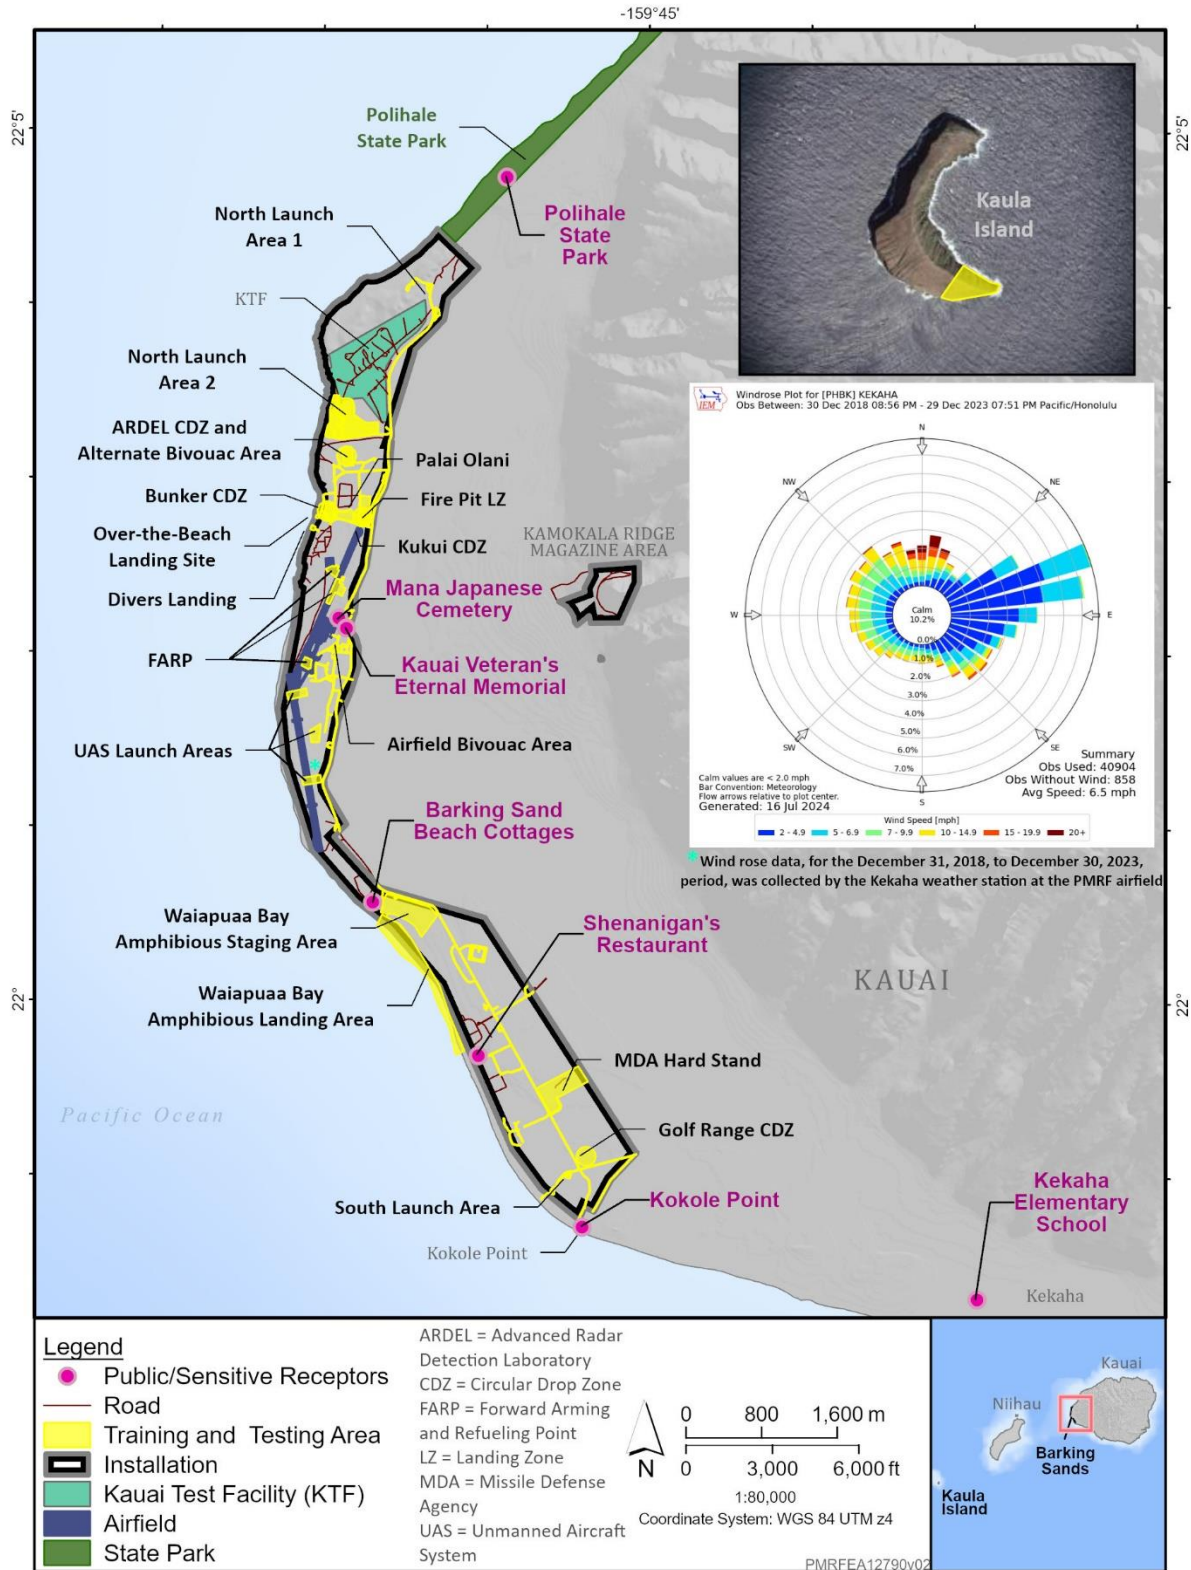 -159°45'
22°5'
22°5'
Polihale
State Park
Kaula
Island
North Launch
Area 1
Polihale
State
Park
KTF
North Launch
Area 2
ARDEL CDZ and
Alternate Bivouac Area
Palai Olani
Bunker CDZ
Fire Pit LZ
Over-the-Beach
Landing Site
Kukui CDZ
KAMOKALA RIDGE
MAGAZINE AREA
Divers Landing
Mana Japanese
Cemetery
FARP
Kauai Veteran's
Eternal Memorial
UAS Launch Areas
Airfield Bivouac Area
Barking Sand
Beach Cottages
IEM
Windrose Plot for [PHBK] KEKAHA
Obs Between: 30 Dec 2018 08:56 PM - 29 Dec 2023 07:51 PM Pacific/Honolulu
N
NW
NE
W
E
Calm
10.2%
0.0%
1.0%
2.0%
3.0%
4.0%
5.0%
6.0%
7.0%
SW
SE
S
Summary
Obs Used: 40904
Obs Without Wind: 858
Avg Speed: 6.5 mph
Calm values are < 2.0 mph
Bar Convention: Meteorology
Flow arrows relative to plot center.
Generated: 16 Jul 2024
Wind Speed [mph]
2 - 4.9 5 - 6.9 7 - 9.9 10 - 14.9 15 - 19.9 20+
* Wind rose data, for the December 31, 2018, to December 30, 2023,
period, was collected by the Kekaha weather station at the PMRF airfield
Waiapuaa Bay
Amphibious Staging Area
Shenanigan's
Restaurant
22°
22°
KAUAI
Waiapuaa Bay
Amphibious Landing Area
MDA Hard Stand
Pacific Ocean
Golf Range CDZ
South Launch Area
Kokole Point
Kekaha
Elementary
School
Kokole Point
Kekaha
Legend
Public/Sensitive Receptors
Road
Training and Testing Area
Installation
Kauai Test Facility (KTF)
Airfield
State Park
ARDEL = Advanced Radar
Detection Laboratory
CDZ = Circular Drop Zone
FARP = Forward Arming
and Refueling Point
LZ = Landing Zone
MDA = Missile Defense
Agency
UAS = Unmanned Aircraft
System
N
0 800 1,600 m
0 3,000 6,000 ft
1:80,000
Coordinate System: WGS 84 UTM z4
PMRFEA12790v02
Kauai
Niihau
Barking
Sands
Kaula
Island